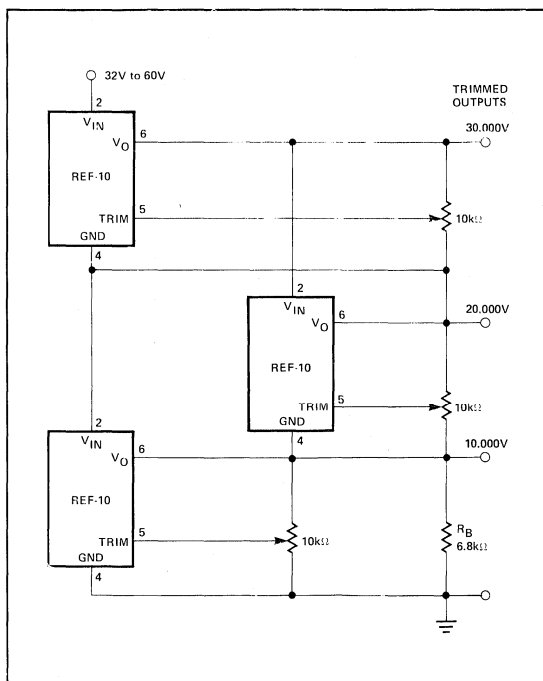 32V to 60V
TRIMMED
OUTPUTS
2
VIN
VO
6
30.000V
REF-10
TRIM
5
10kΩ
GND
4
2
VIN
VO
6
20.000V
REF-10
TRIM
5
10kΩ
GND
4
2
VIN
VO
6
10.000V
REF-10
TRIM
5
10kΩ
RB
6.8kΩ
GND
4